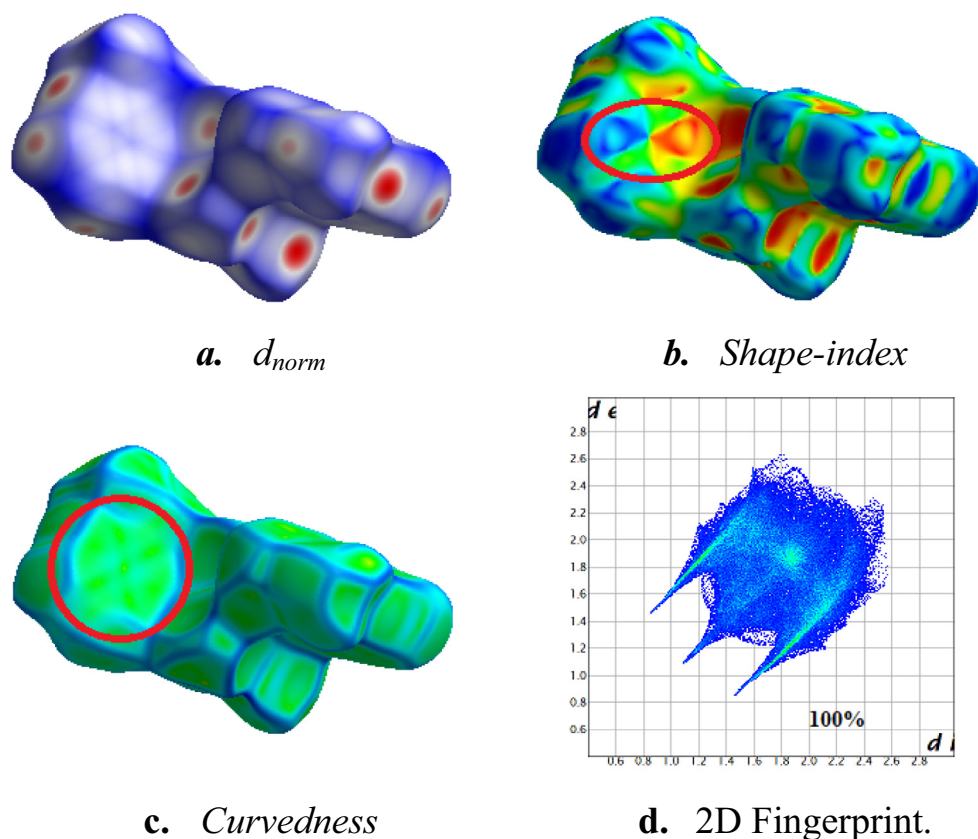 a. dnorm
b. Shape-index
d e
2.8
2.6
2.4
2.2
2.0
1.8
1.6
1.4
1.2
1.0
0.8
0.6
100%
d i
0.6 0.8 1.0 1.2 1.4 1.6 1.8 2.0 2.2 2.4 2.6 2.8
c. Curvedness
d. 2D Fingerprint.